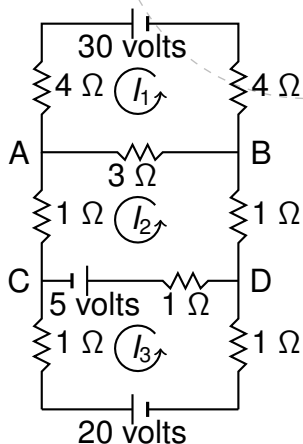 30 volts
4 Ω I₁ 4 Ω
A B
3 Ω
1 Ω I₂ 1 Ω
C D
5 volts 1 Ω
1 Ω I₃ 1 Ω
20 volts